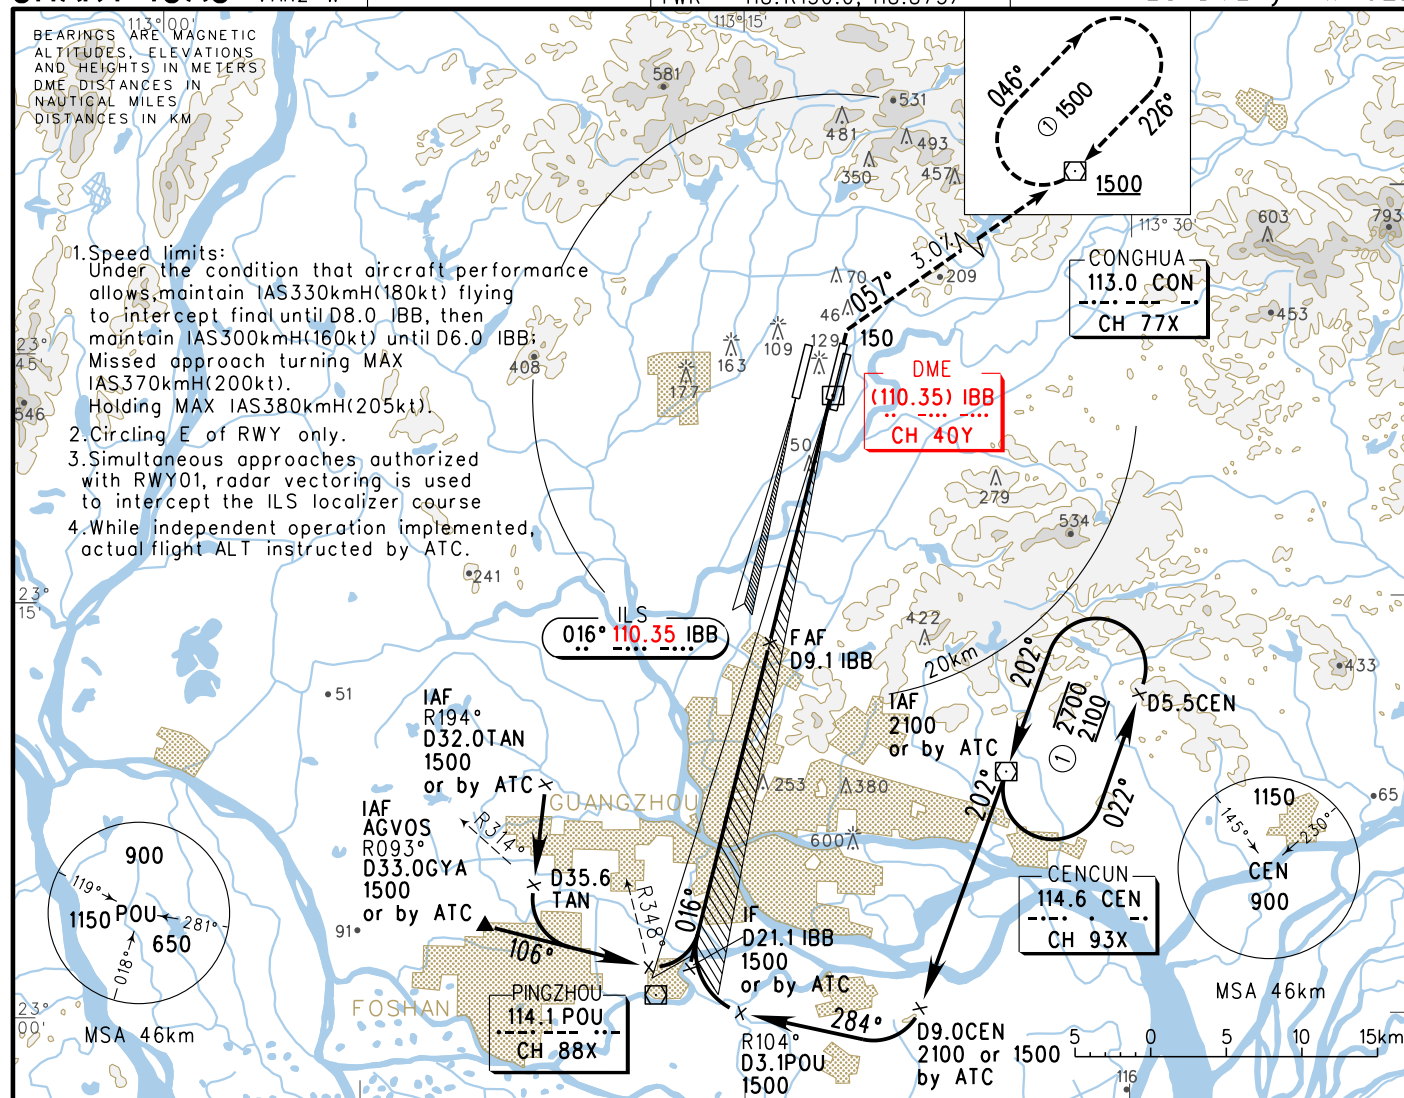 113°00'
113°15'
BEARINGS ARE MAGNETIC
ALTITUDES, ELEVATIONS
AND HEIGHTS IN METERS
DME DISTANCES IN
NAUTICAL MILES
DISTANCES IN KM
581
531
481
493
350
457
046°
① 1500
226°
1500
113°30'
603
793
1.Speed limits:
Under the condition that aircraft performance
allows,maintain IAS330kmH(180kt) flying
to intercept final until D8.0 IBB, then
maintain IAS300kmH(160kt) until D6.0 IBB;
Missed approach turning MAX
IAS370kmH(200kt).
Holding MAX IAS380kmH(205kt).
2.Circling E of RWY only.
3.Simultaneous approaches authorized
with RWY01, radar vectoring is used
to intercept the ILS localizer course
4.While independent operation implemented,
actual flight ALT instructed by ATC.
CONGHUA
113.0 CON
CH 77X
453
3.0%
209
057°
70
46
150
129
109
163
177
408
23°
45'
546
DME
(110.35) IBB
CH 40Y
50
279
534
241
23°
15'
ILS
016° 110.35 IBB
FAF
D9.1 IBB
422
20km
433
51
IAF
R194°
D32.0TAN
1500
or by ATC
IAF
2100
or by ATC
202°
2700
2100
①
D5.5CEN
022°
202°
253
380
600
65
GUANGZHOU
R314°
IAF
AGVOS
R093°
D33.0GYA
1500
or by ATC
D35.6
TAN
R348°
016°
106°
91
900
119°
1150 POU
281°
650
018°
MSA 46km
1150
145°
230°
CEN
900
MSA 46km
CENCUN
114.6 CEN
CH 93X
IF
D21.1 IBB
1500
or by ATC
FOSHAN
PINGZHOU
114.1 POU
CH 88X
23°
00'
284°
R104°
D3.1POU
1500
D9.0CEN
2100 or 1500
by ATC
5 0 5 10 15km
116